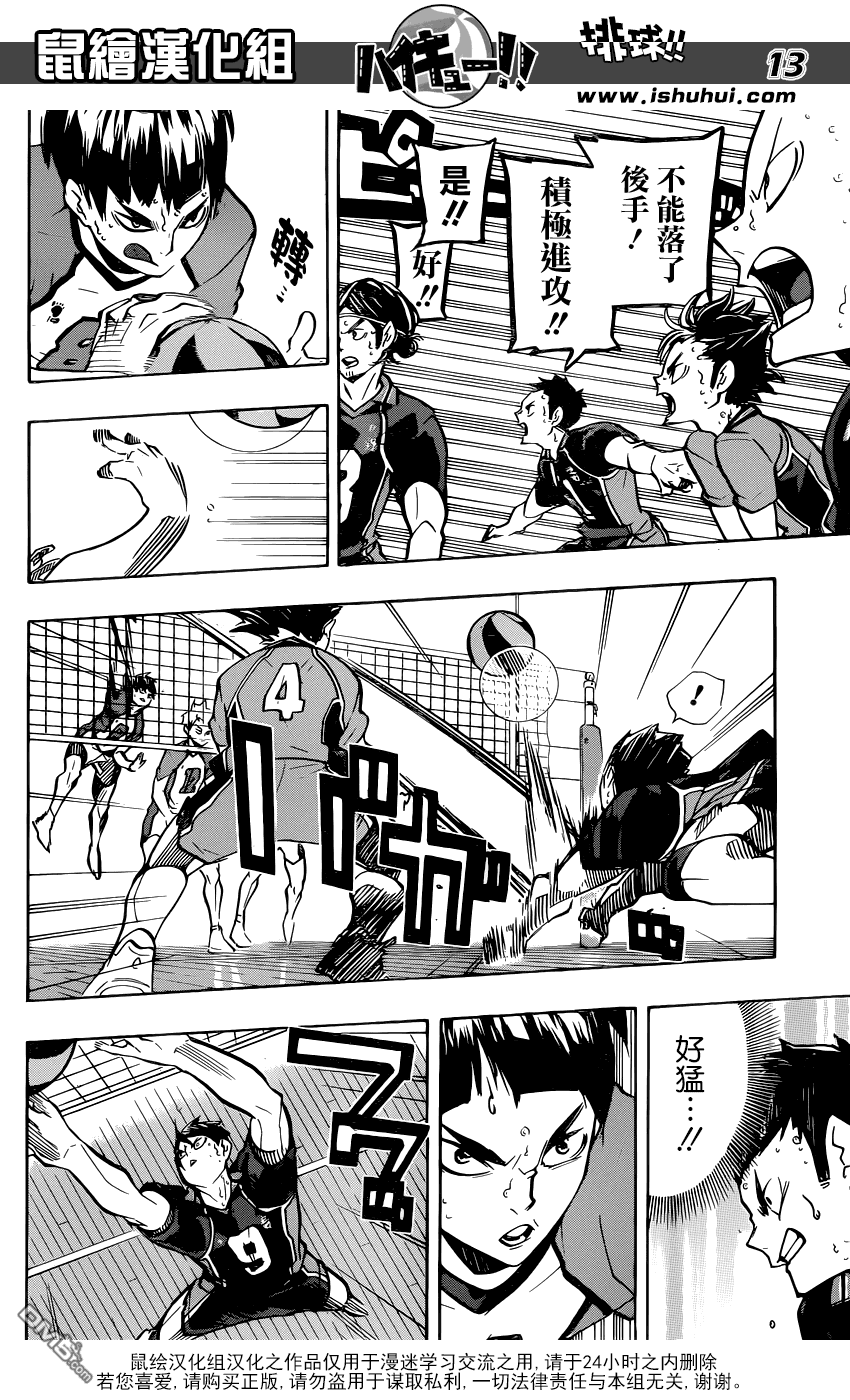 鼠繪漢化組
ハイキュー!!
排球!!
13
www.ishuhui.com
不能落了
後手!
積極進攻!!
是!!
好!!
轉…
4
!
好猛…!!
9
鼠绘汉化组汉化之作品仅用于漫迷学习交流之用, 请于24小时之内删除
若您喜爱, 请购买正版, 请勿盗用于谋取私利, 一切法律责任与本组无关, 谢谢。